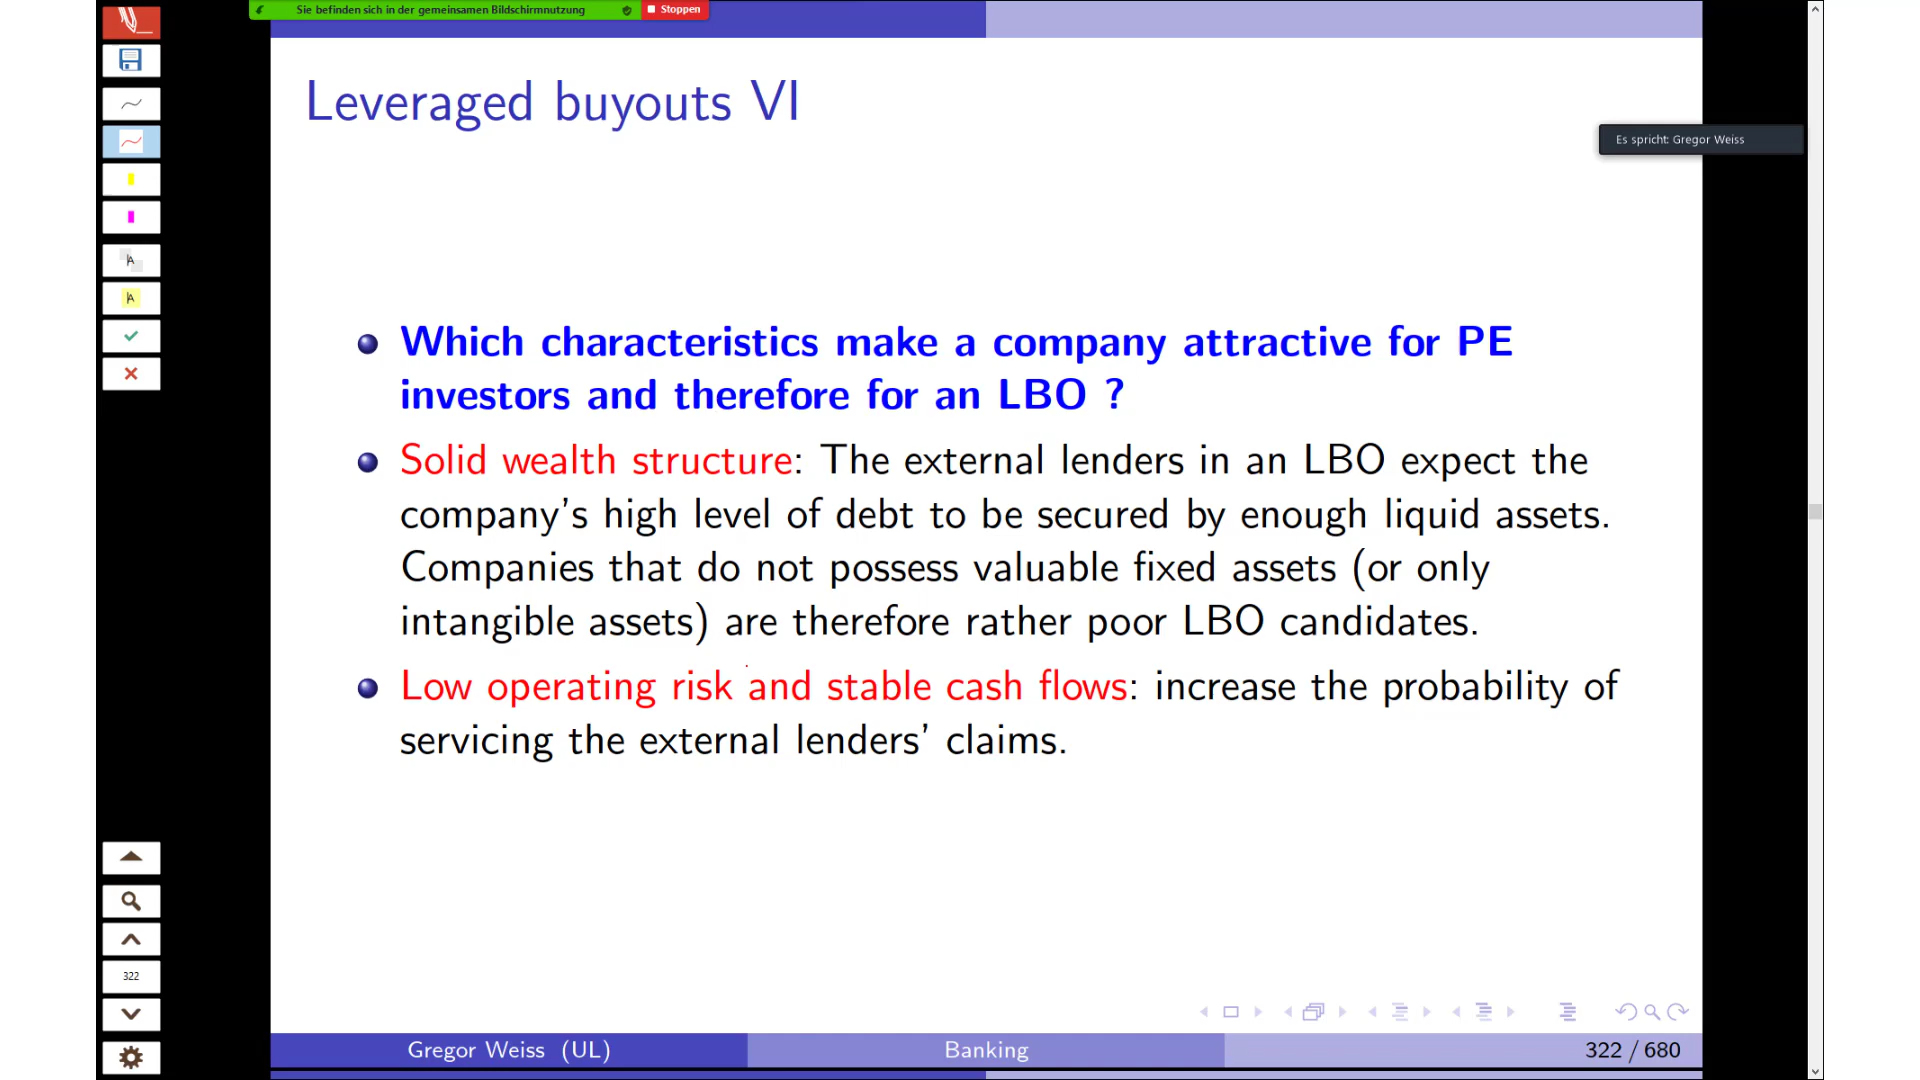 Sie befinden sich in der gemeinsamen Bildschirmnutzung Stoppen
Leveraged buyouts VI
Es spricht: Gregor Weiss
Which characteristics make a company attractive for PE
investors and therefore for an LBO ?
Solid wealth structure: The external lenders in an LBO expect the
company's high level of debt to be secured by enough liquid assets.
Companies that do not possess valuable fixed assets (or only
intangible assets) are therefore rather poor LBO candidates.
Low operating risk and stable cash flows: increase the probability of
servicing the external lenders' claims.
A
A
322
Gregor Weiss (UL) Banking 322 / 680